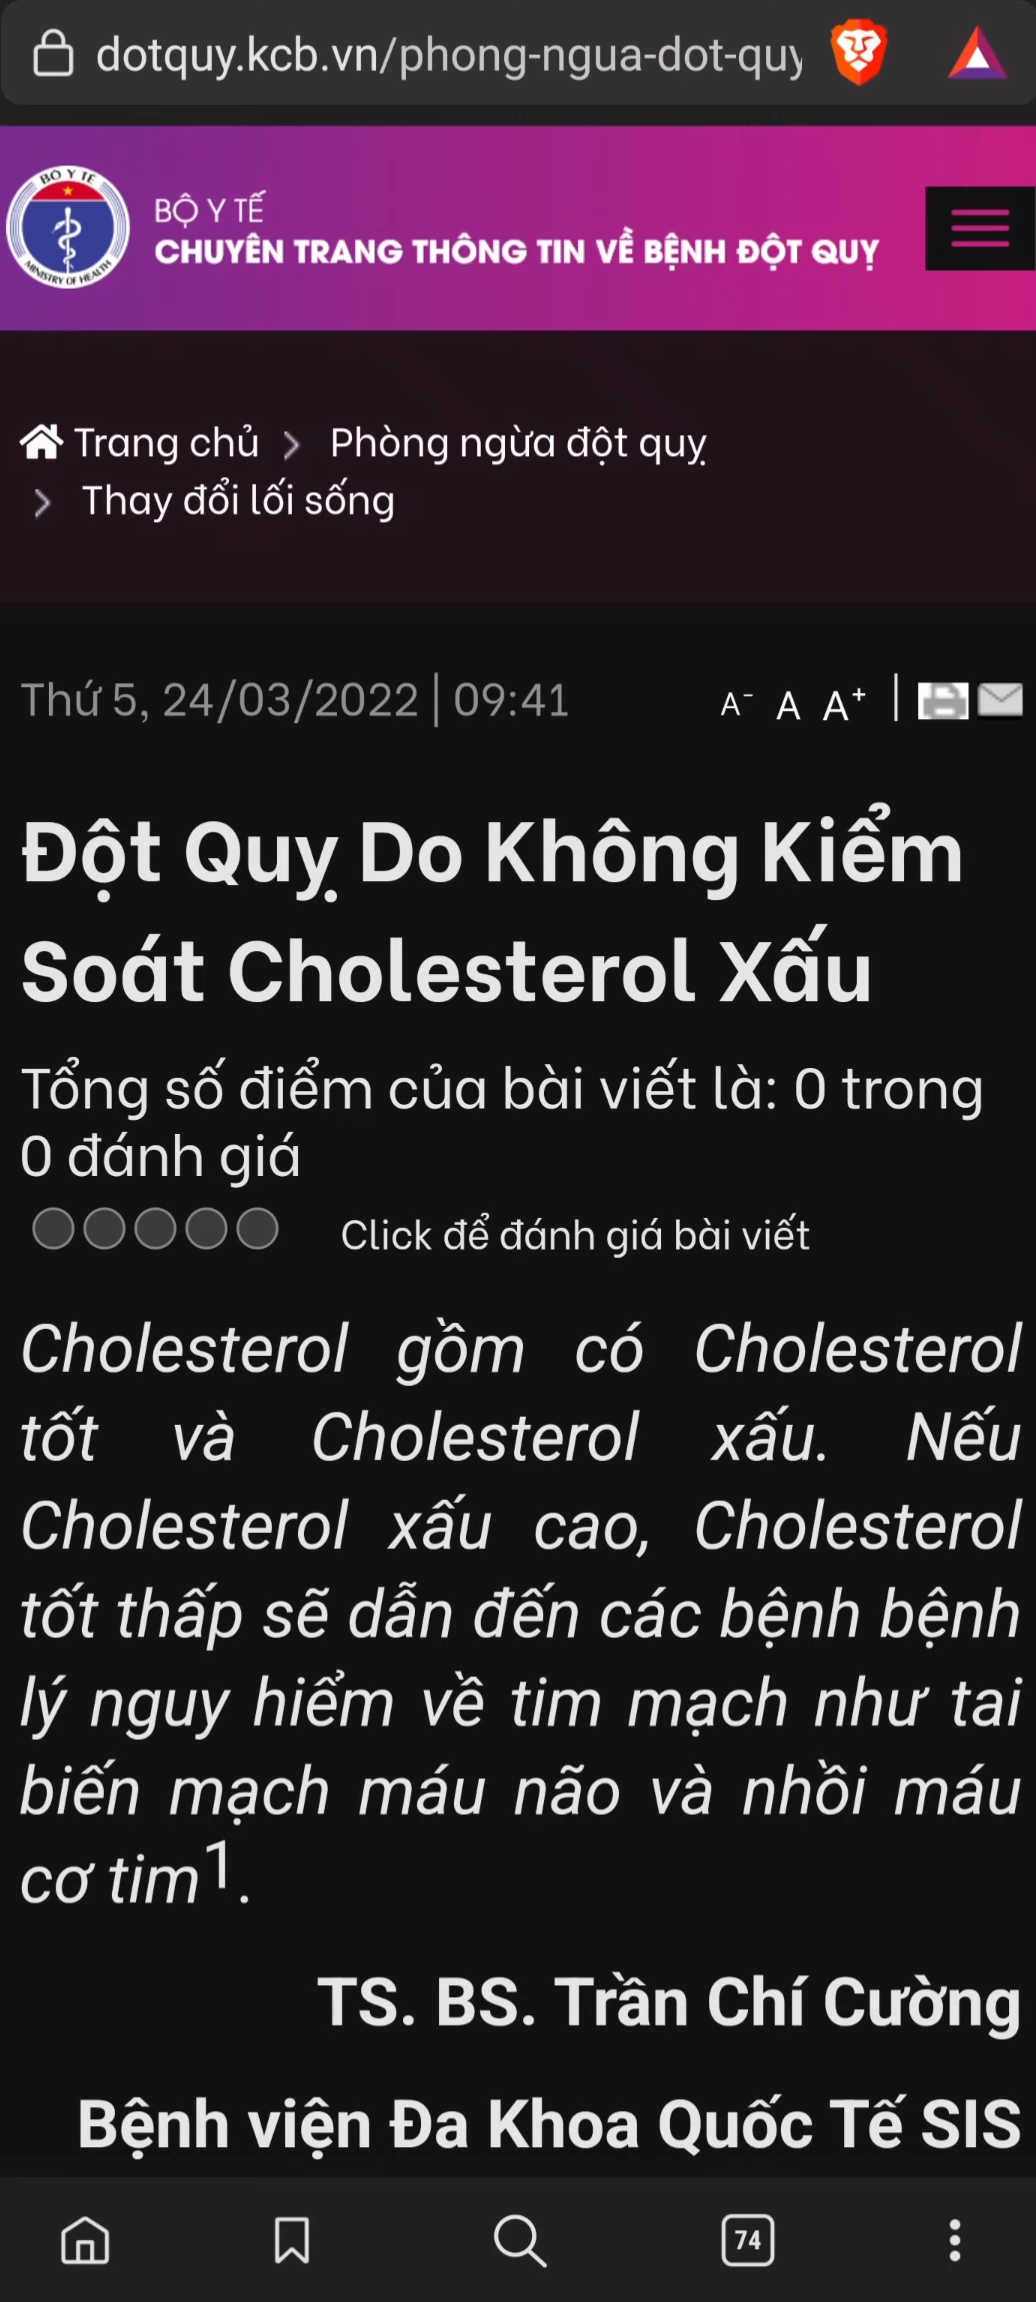 dotquy.kcb.vn/phong-ngua-dot-quy
BỘ Y TẾ
MINISTRY OF HEALTH
BỘ Y TẾ
CHUYÊN TRANG THÔNG TIN VỀ BỆNH ĐỘT QUỴ
Trang chủ > Phòng ngừa đột quỵ
> Thay đổi lối sống
Thứ 5, 24/03/2022 | 09:41 A- A A+ |
Đột Quỵ Do Không Kiểm
Soát Cholesterol Xấu
Tổng số điểm của bài viết là: 0 trong
0 đánh giá
Click để đánh giá bài viết
Cholesterol gồm có Cholesterol
tốt và Cholesterol xấu. Nếu
Cholesterol xấu cao, Cholesterol
tốt thấp sẽ dẫn đến các bệnh bệnh
lý nguy hiểm về tim mạch như tai
biến mạch máu não và nhồi máu
cơ tim1.
TS. BS. Trần Chí Cường
Bệnh viện Đa Khoa Quốc Tế SIS
74